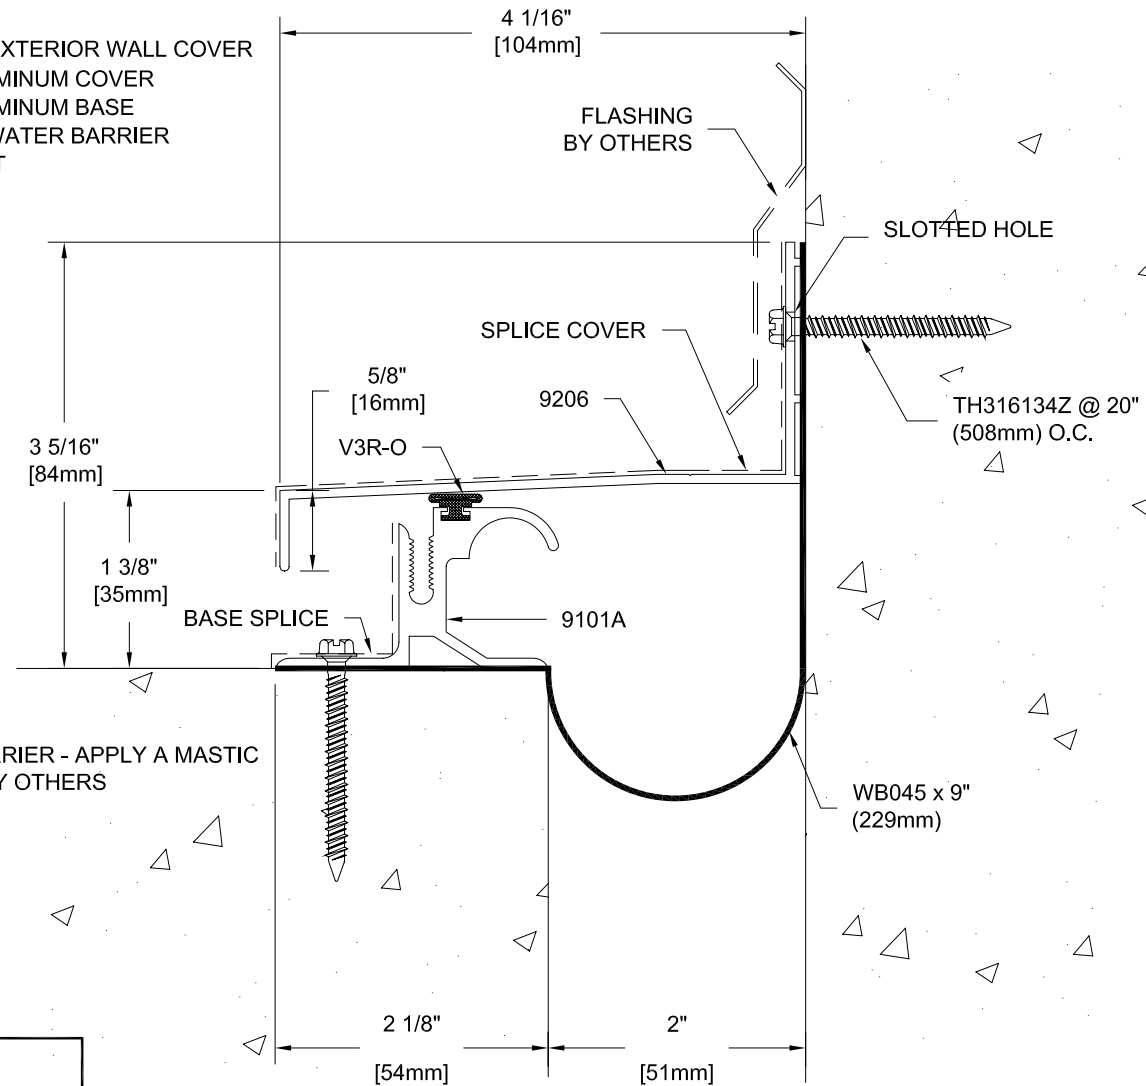 4 1/16"
[104mm]
XTERIOR WALL COVER
MINUM COVER
MINUM BASE
WATER BARRIER
T
FLASHING
BY OTHERS
SLOTTED HOLE
SPLICE COVER
5/8"
[16mm]
9206
TH316134Z @ 20"
(508mm) O.C.
V3R-O
3 5/16"
[84mm]
1 3/8"
[35mm]
BASE SPLICE
9101A
RRIER - APPLY A MASTIC
Y OTHERS
WB045 x 9"
(229mm)
2 1/8"
[54mm]
2"
[51mm]